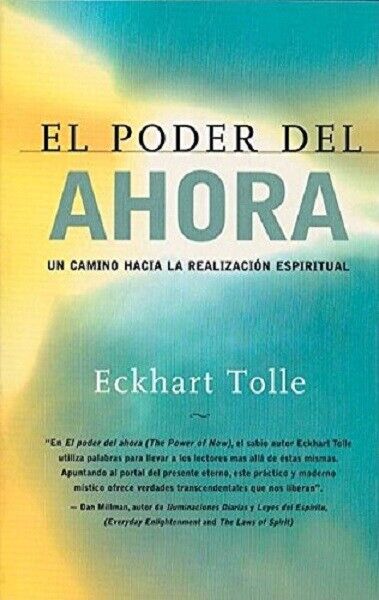 EL PODER DEL
AHORA
UN CAMINO HACIA LA REALIZACIÓN ESPIRITUAL
Eckhart Tolle
~
"En El poder del ahora (The Power of Now), el sabio autor Eckhart Tolle
utiliza palabras para llevar a los lectores mas allá de éstas mismas.
Apuntando al portal del presente eterno, este práctico y moderno
místico ofrece verdades transcendentales que nos liberan".
— Dan Millman, autor de Iluminaciones Diarias y Leyes del Espíritu,
(Everyday Enlightenment and The Laws of Spirit)